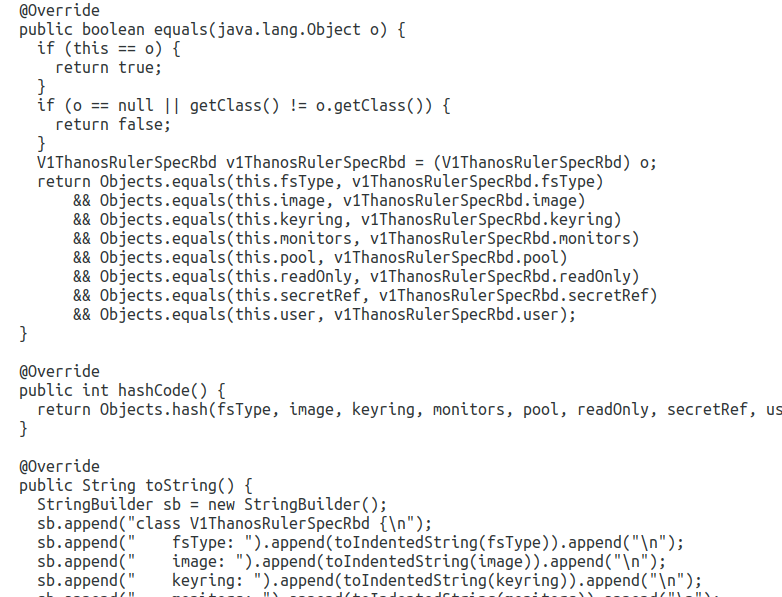 @Override
public boolean equals(java.lang.Object o) {
if (this == o) {
return true;
}
if (o == null || getClass() != o.getClass()) {
return false;
}
V1ThanosRulerSpecRbd v1ThanosRulerSpecRbd = (V1ThanosRulerSpecRbd) o;
return Objects.equals(this.fsType, v1ThanosRulerSpecRbd.fsType)
&& Objects.equals(this.image, v1ThanosRulerSpecRbd.image)
&& Objects.equals(this.keyring, v1ThanosRulerSpecRbd.keyring)
&& Objects.equals(this.monitors, v1ThanosRulerSpecRbd.monitors)
&& Objects.equals(this.pool, v1ThanosRulerSpecRbd.pool)
&& Objects.equals(this.readOnly, v1ThanosRulerSpecRbd.readOnly)
&& Objects.equals(this.secretRef, v1ThanosRulerSpecRbd.secretRef)
&& Objects.equals(this.user, v1ThanosRulerSpecRbd.user);
}
@Override
public int hashCode() {
return Objects.hash(fsType, image, keyring, monitors, pool, readOnly, secretRef, us
}
@Override
public String toString() {
StringBuilder sb = new StringBuilder();
sb.append("class V1ThanosRulerSpecRbd {\n");
sb.append("    fsType: ").append(toIndentedString(fsType)).append("\n");
sb.append("    image: ").append(toIndentedString(image)).append("\n");
sb.append("    keyring: ").append(toIndentedString(keyring)).append("\n");